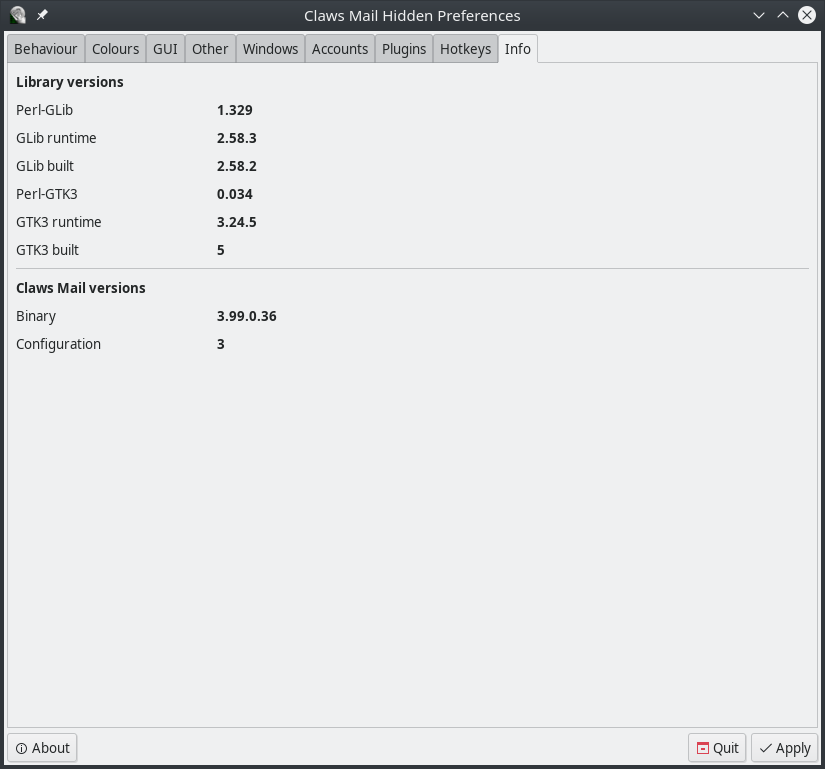 Claws Mail Hidden Preferences
Behaviour Colours GUI Other Windows Accounts Plugins Hotkeys Info
Library versions
Perl-GLib 1.329
GLib runtime 2.58.3
GLib built 2.58.2
Perl-GTK3 0.034
GTK3 runtime 3.24.5
GTK3 built 5
Claws Mail versions
Binary 3.99.0.36
Configuration 3
About Quit Apply